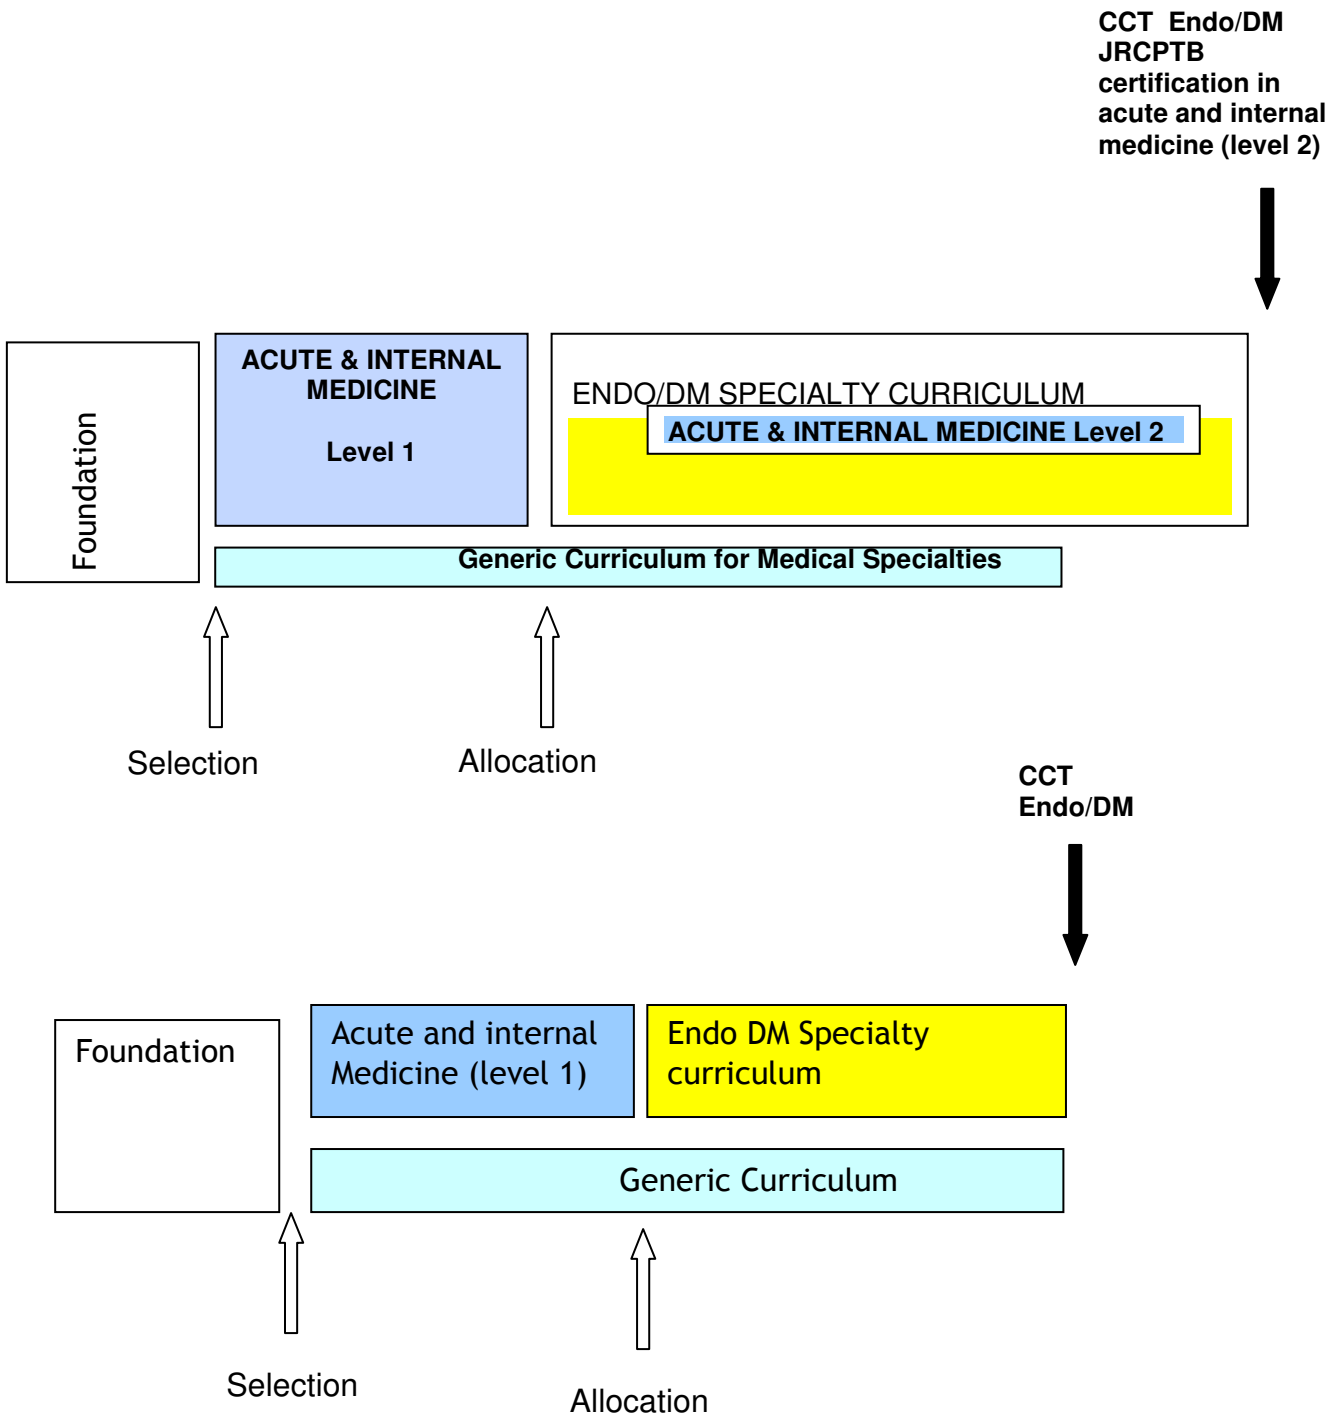 CCT Endo/DM
JRCPTB
certification in
acute and internal
medicine (level 2)
Foundation
ACUTE & INTERNAL
MEDICINE
Level 1
ENDO/DM SPECIALTY CURRICULUM
ACUTE & INTERNAL MEDICINE Level 2
Generic Curriculum for Medical Specialties
Selection
Allocation
CCT
Endo/DM
Foundation
Acute and internal
Medicine (level 1)
Endo DM Specialty
curriculum
Generic Curriculum
Selection
Allocation